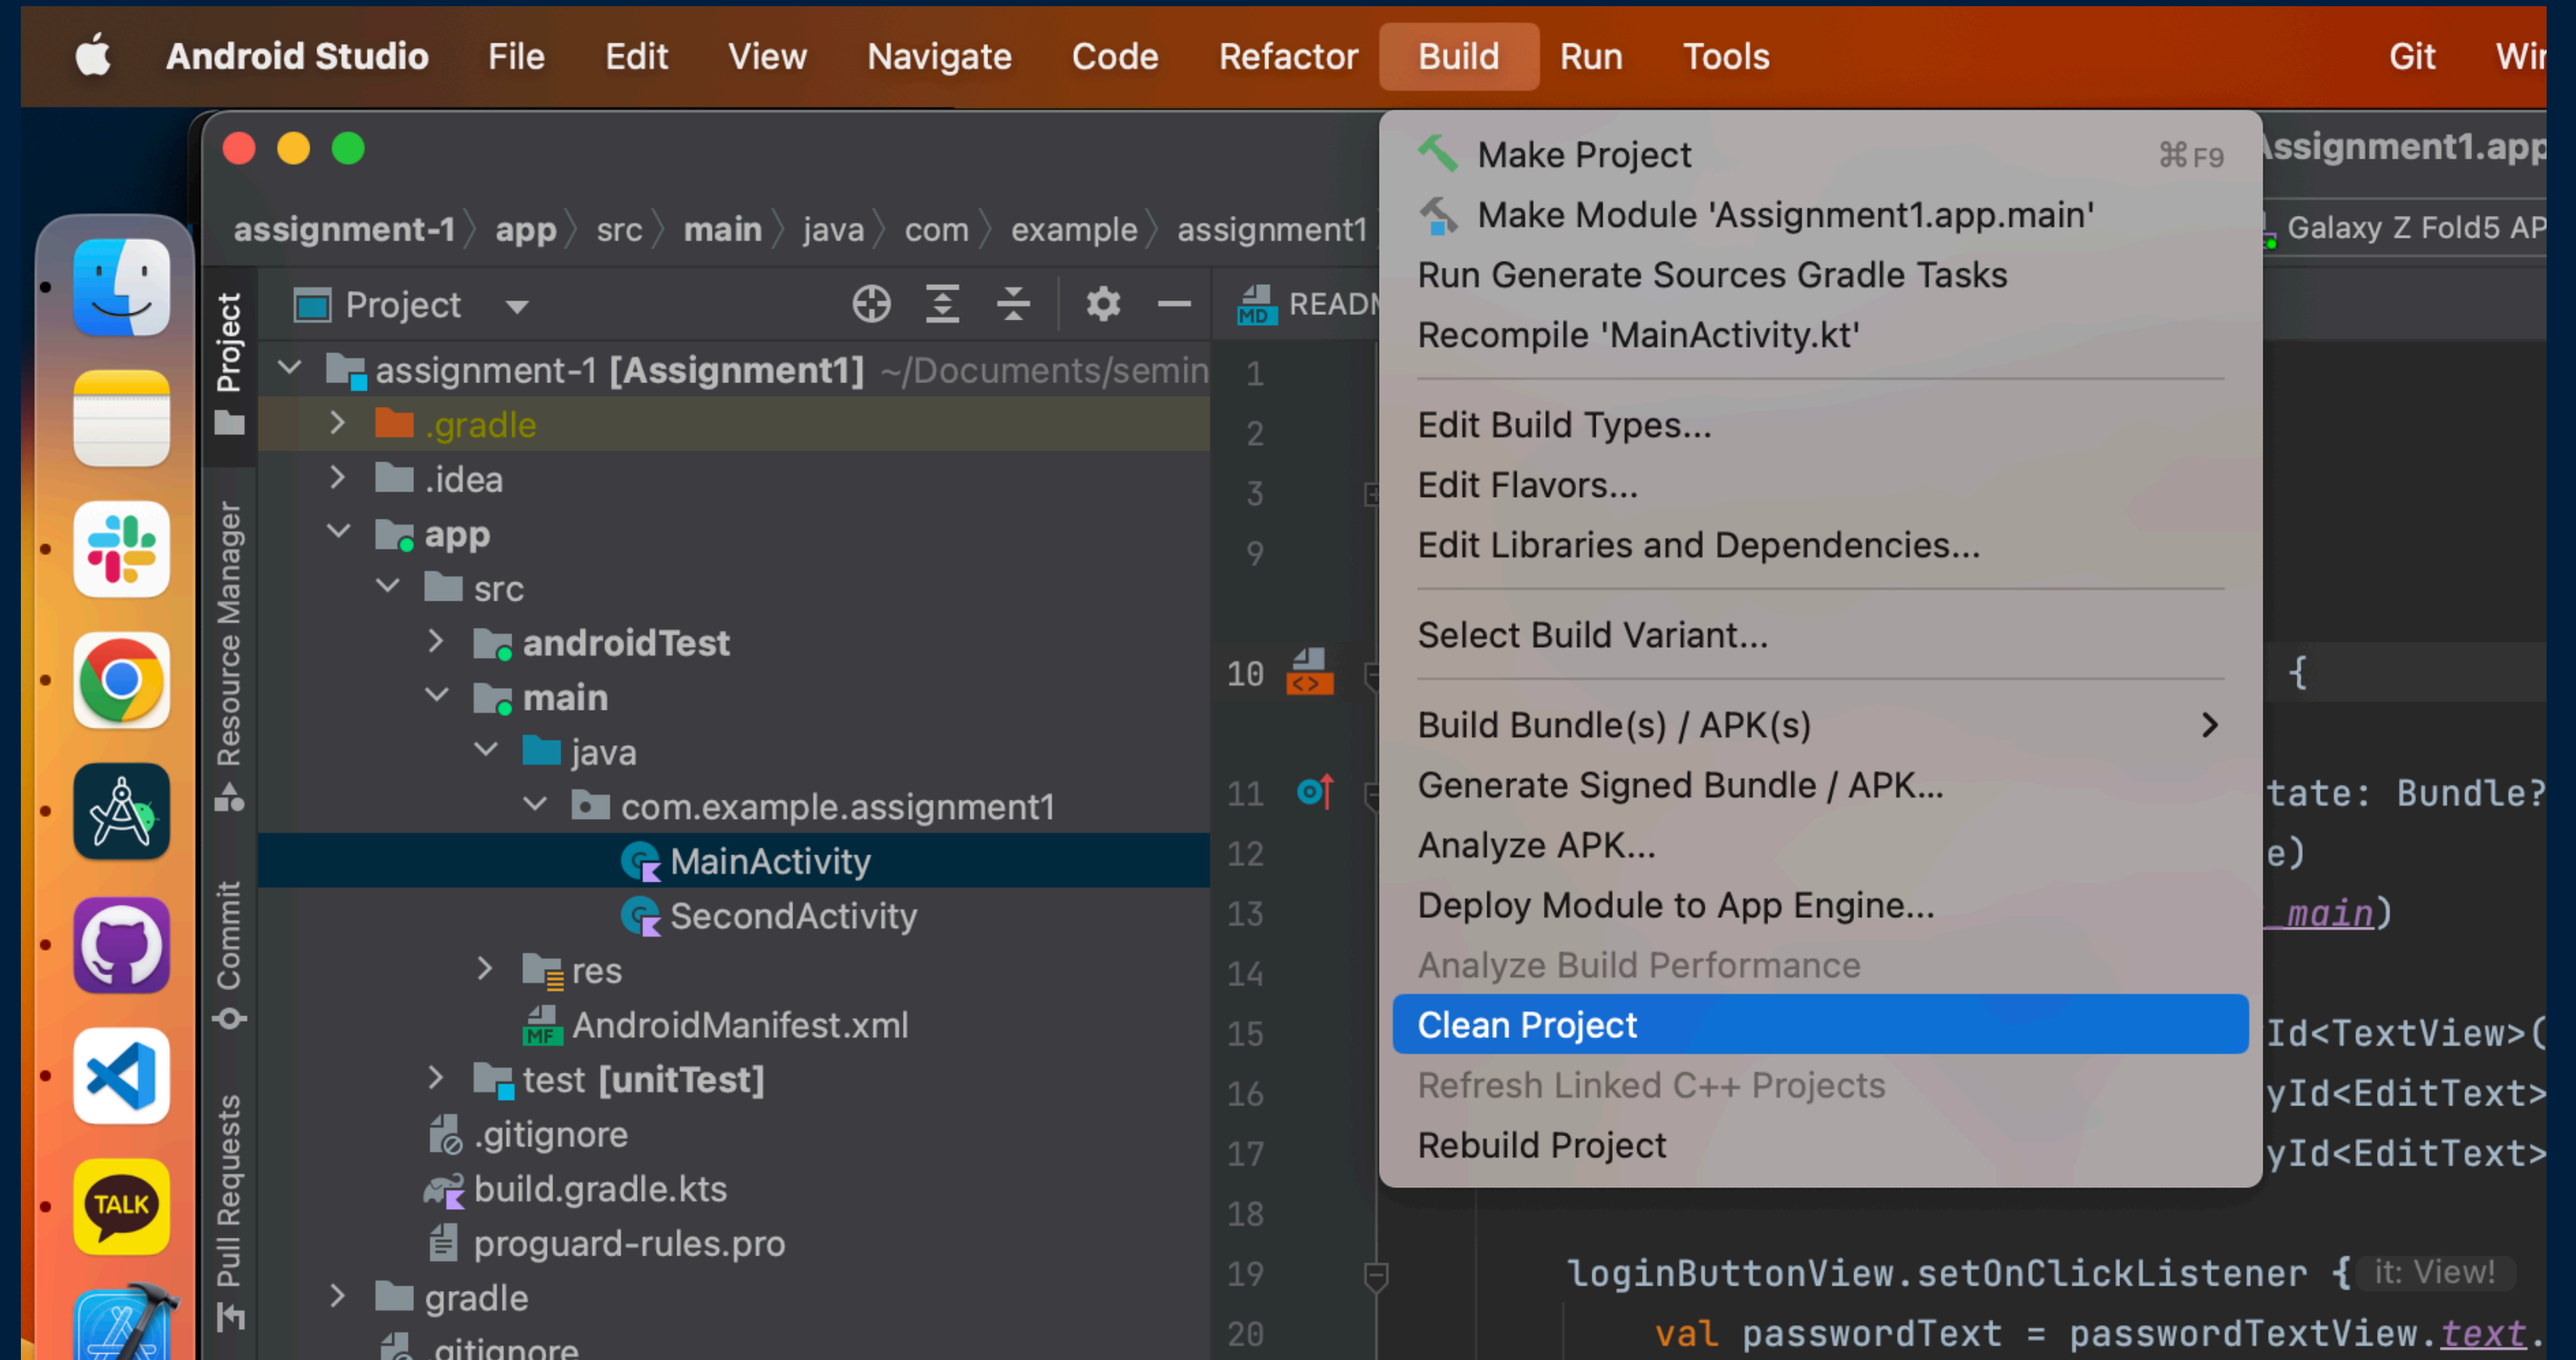 Android Studio File Edit View Navigate Code Refactor Build Run Tools Git
Assignment1.app
assignment-1 app src main java com example assignment1
Galaxy Z Fold5
Project
Project
Resource Manager
Commit
Pull Requests
assignment-1 [Assignment1] ~/Documents/semin
.gradle
.idea
app
src
androidTest
main
java
com.example.assignment1
MainActivity
SecondActivity
res
MF AndroidManifest.xml
test [unitTest]
.gitignore
build.gradle.kts
proguard-rules.pro
gradle
.gitignore
TALK
MD
1
2
3
9
10
11
12
13
14
15
16
17
18
19
20
Make Project ⌘F9
Make Module 'Assignment1.app.main'
Run Generate Sources Gradle Tasks
Recompile 'MainActivity.kt'
Edit Build Types...
Edit Flavors...
Edit Libraries and Dependencies...
Select Build Variant...
Build Bundle(s) / APK(s)
Generate Signed Bundle / APK...
Analyze APK...
Deploy Module to App Engine...
Analyze Build Performance
Clean Project
Refresh Linked C++ Projects
Rebuild Project
{
tate: Bundle?
e)
_main)
Id<TextView>(
yId<EditText>
yId<EditText>
loginButtonView.setOnClickListener { it: View!
val passwordText = passwordTextView.text.